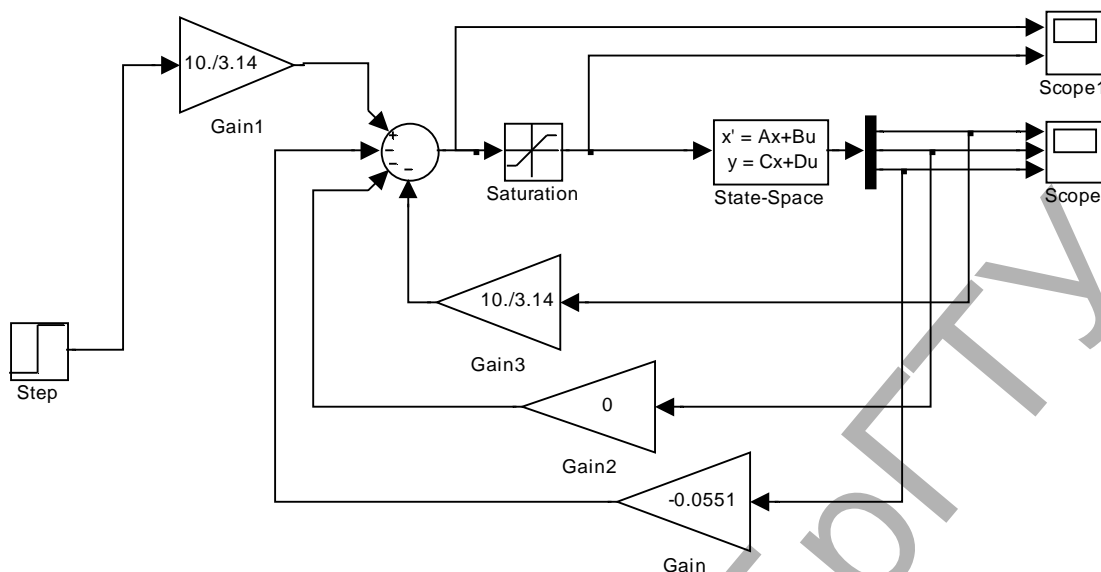 10./3.14
Gain1
+
-
-
-
Saturation
x' = Ax+Bu
y = Cx+Du
State-Space
Scope1
Scope
10./3.14
Gain3
Step
0
Gain2
-0.0551
Gain
рГТУ